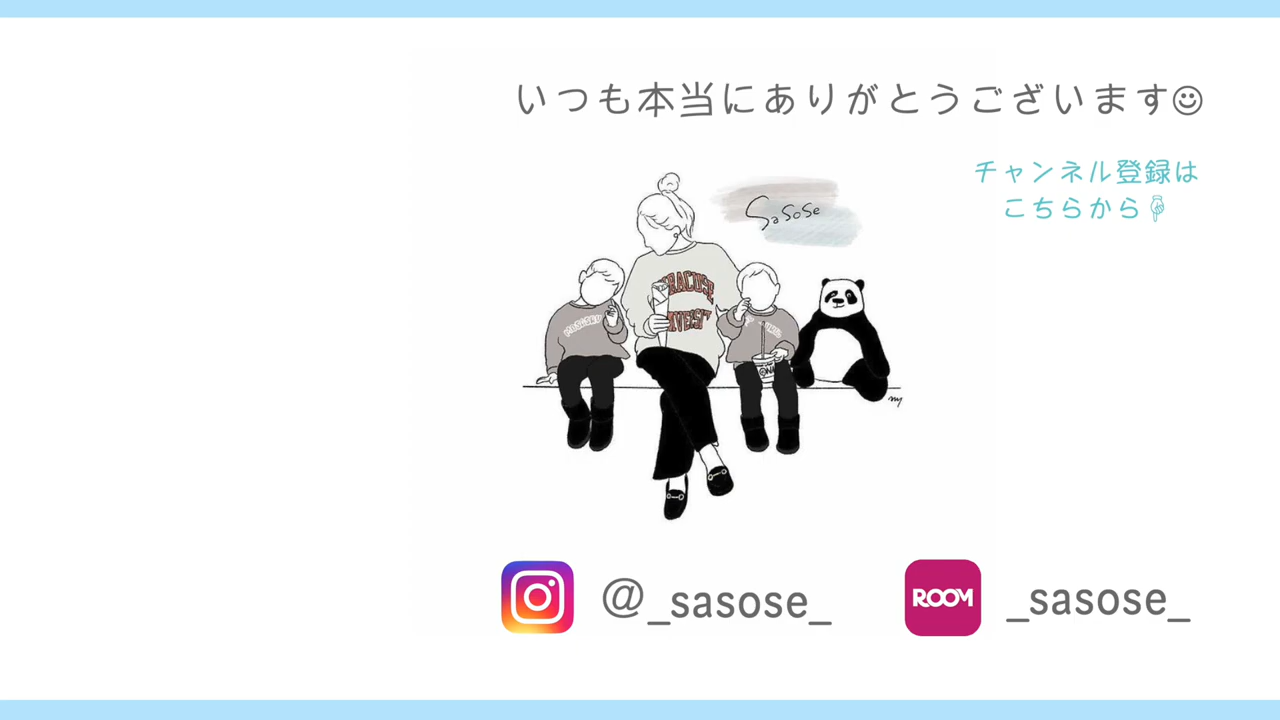 いつも本当にありがとうございます☺
チャンネル登録は
こちらから👇
SaSoSe
my
ROOM
@_sasose_
_sasose_